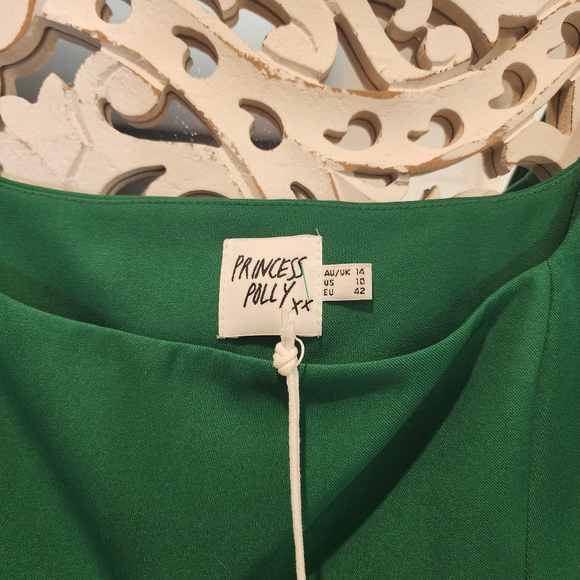 PRINCESS
POLLY
xx
AU/UK 14
US 10
EU 42